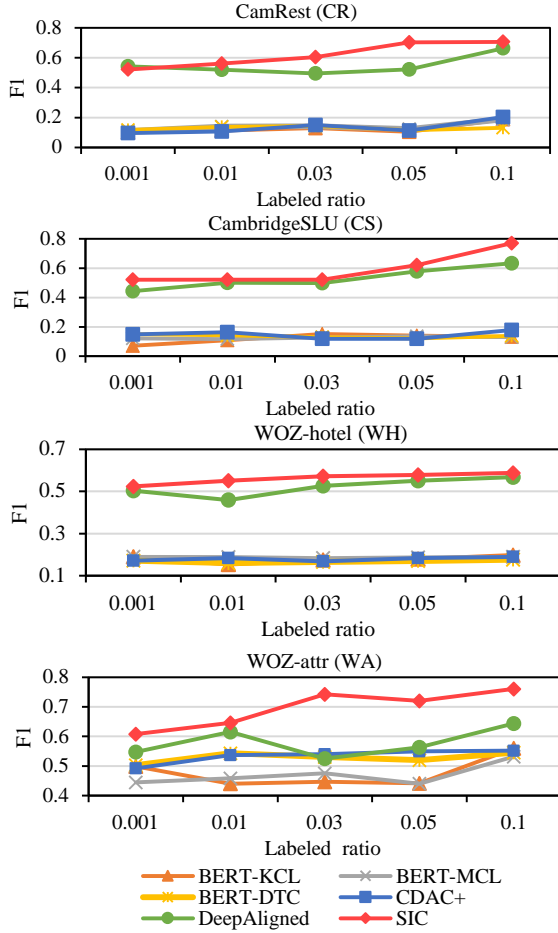 CamRest (CR)
0.8
0.6
0.4
0.2
0
F1
0.001 0.01 0.03 0.05 0.1
Labeled ratio
CambridgeSLU (CS)
0.8
0.6
0.4
0.2
0
F1
0.001 0.01 0.03 0.05 0.1
Labeled ratio
WOZ-hotel (WH)
0.7
0.5
0.3
0.1
F1
0.001 0.01 0.03 0.05 0.1
Labeled ratio
WOZ-attr (WA)
0.8
0.7
0.6
0.5
0.4
F1
0.001 0.01 0.03 0.05 0.1
Labeled ratio
BERT-KCL BERT-MCL
BERT-DTC CDAC+
DeepAligned SIC